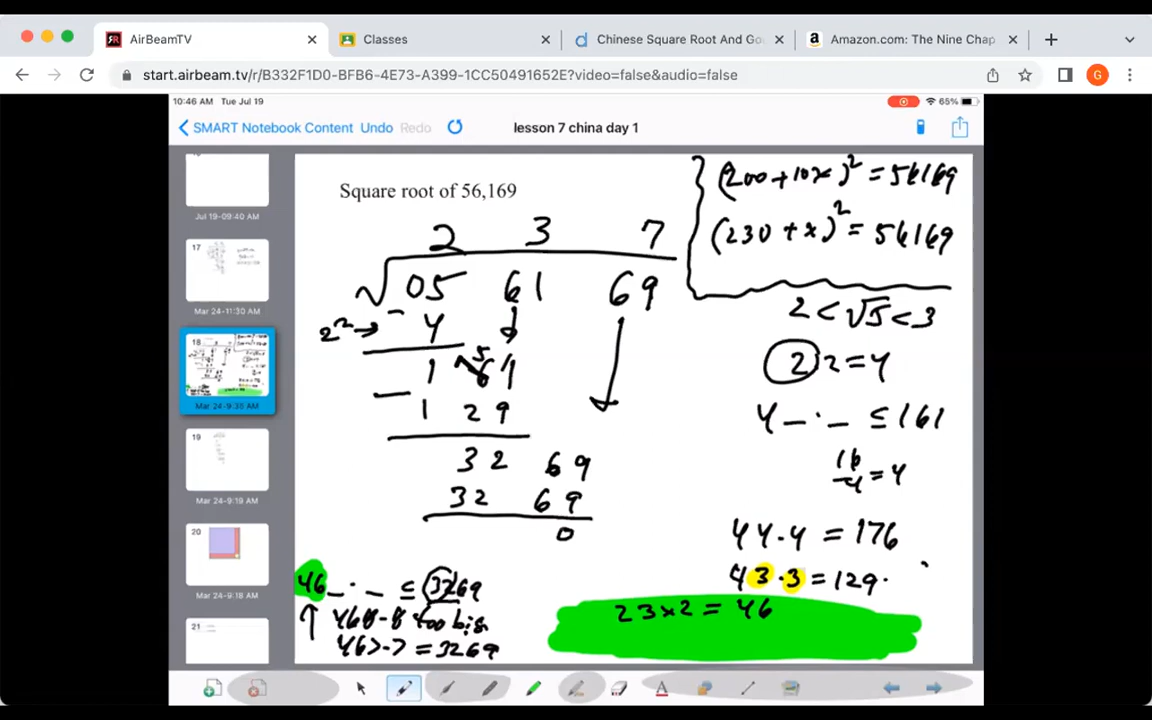 AirBeamTV
Classes
Chinese Square Root And Geo
Amazon.com: The Nine Chap
start.airbeam.tv/r/B332F1D0-BFB6-4E73-A399-1CC50491652E?video=false&audio=false
G
10:46 AM Tue Jul 19
65%
SMART Notebook Content Undo Redo
lesson 7 china day 1
Jul 19-09:40 AM
17
Mar 24-11:30 AM
18
Mar 24-9:35 AM
19
Mar 24-9:19 AM
20
Mar 24-9:18 AM
21
Square root of 56,169
2 3 7
√05 61 69
2² → - 4
1 5 61
- 1 29
32 69
32 69
0
46_ · _ ≤ 3269
↑ 468·8 too big
467·7 = 3269
(200+10x)² = 56169
(230+x)² = 56169
2 < √5 < 3
2 2 = 4
4_ · _ ≤ 161
16/4 = 4
44·4 = 176
43·3 = 129·
23×2 = 46
A